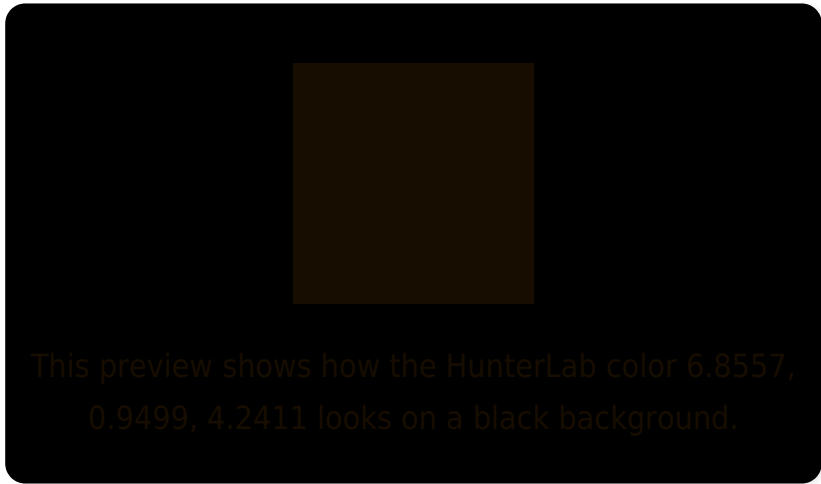 This preview shows how the HunterLab color 6.8557,
0.9499, 4.2411 looks on a black background.